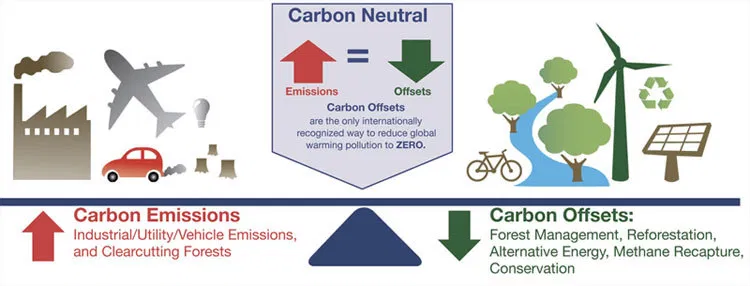 Carbon Neutral
=
Emissions
Offsets
Carbon Offsets
are the only internationally
recognized way to reduce global
warming pollution to ZERO.
Carbon Emissions
Industrial/Utility/Vehicle Emissions,
and Clearcutting Forests
Carbon Offsets:
Forest Management, Reforestation,
Alternative Energy, Methane Recapture,
Conservation